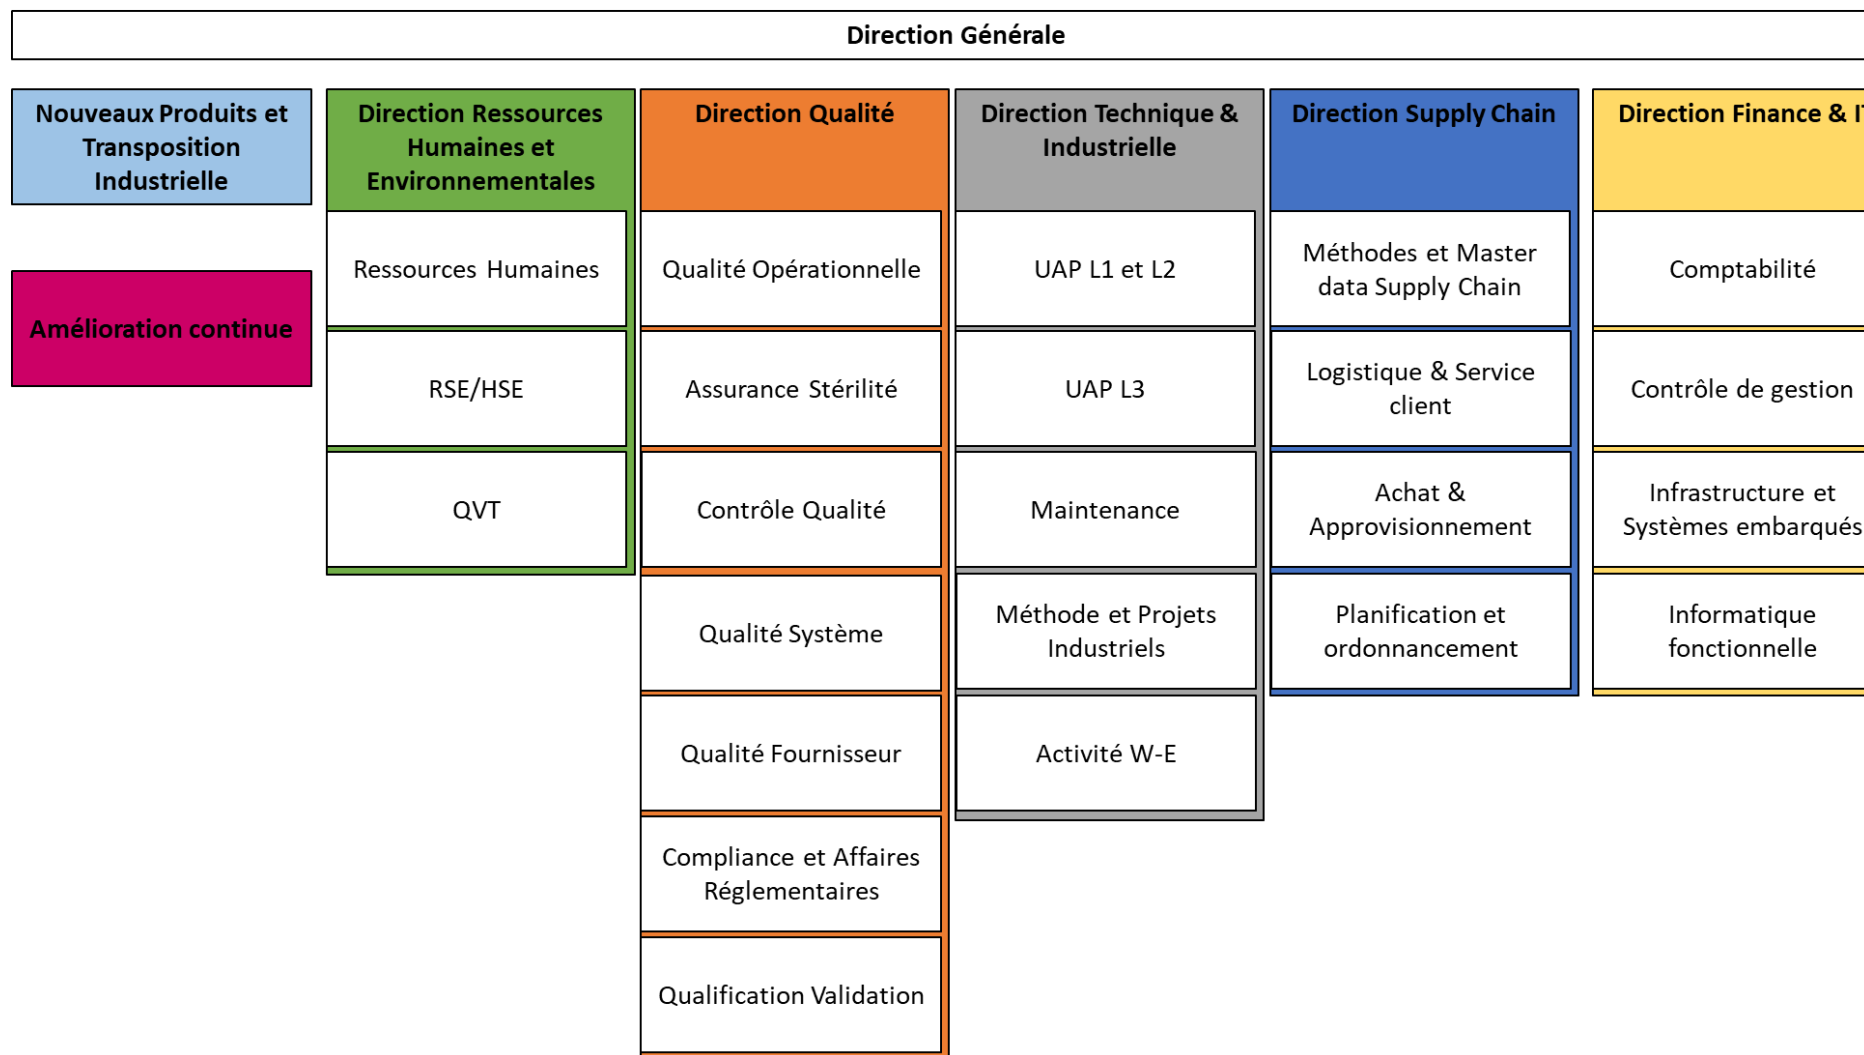 Direction Générale
Nouveaux Produits et
Transposition
Industrielle
Amélioration continue
Direction Ressources
Humaines et
Environnementales
Ressources Humaines
RSE/HSE
QVT
Direction Qualité
Qualité Opérationnelle
Assurance Stérilité
Contrôle Qualité
Qualité Système
Qualité Fournisseur
Compliance et Affaires
Réglementaires
Qualification Validation
Direction Technique &
Industrielle
UAP L1 et L2
UAP L3
Maintenance
Méthode et Projets
Industriels
Activité W-E
Direction Supply Chain
Méthodes et Master
data Supply Chain
Logistique & Service
client
Achat &
Approvisionnement
Planification et
ordonnancement
Direction Finance & IT
Comptabilité
Contrôle de gestion
Infrastructure et
Systèmes embarqués
Informatique
fonctionnelle